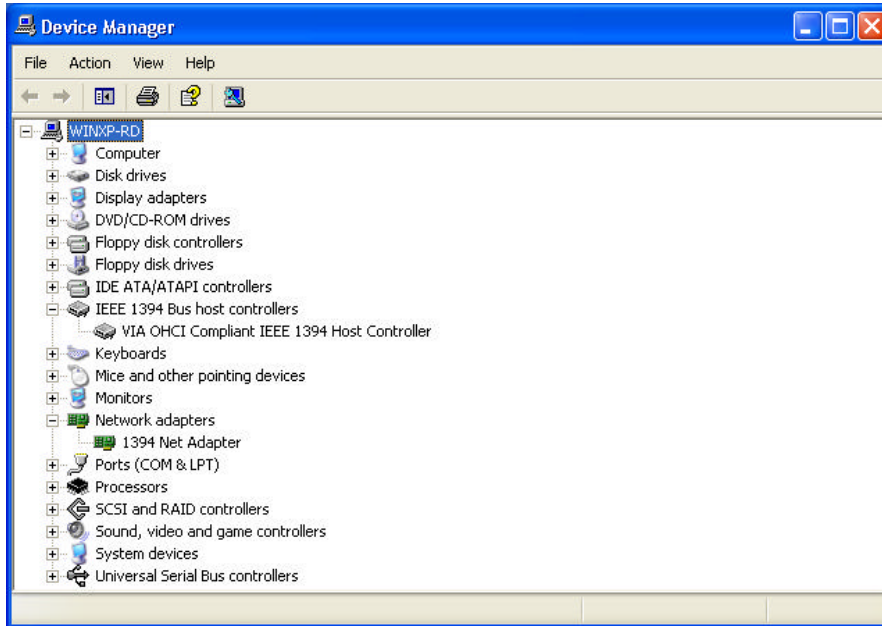 Device Manager
File Action View Help
WINXP-RD
Computer
Disk drives
Display adapters
DVD/CD-ROM drives
Floppy disk controllers
Floppy disk drives
IDE ATA/ATAPI controllers
IEEE 1394 Bus host controllers
VIA OHCI Compliant IEEE 1394 Host Controller
Keyboards
Mice and other pointing devices
Monitors
Network adapters
1394 Net Adapter
Ports (COM & LPT)
Processors
SCSI and RAID controllers
Sound, video and game controllers
System devices
Universal Serial Bus controllers